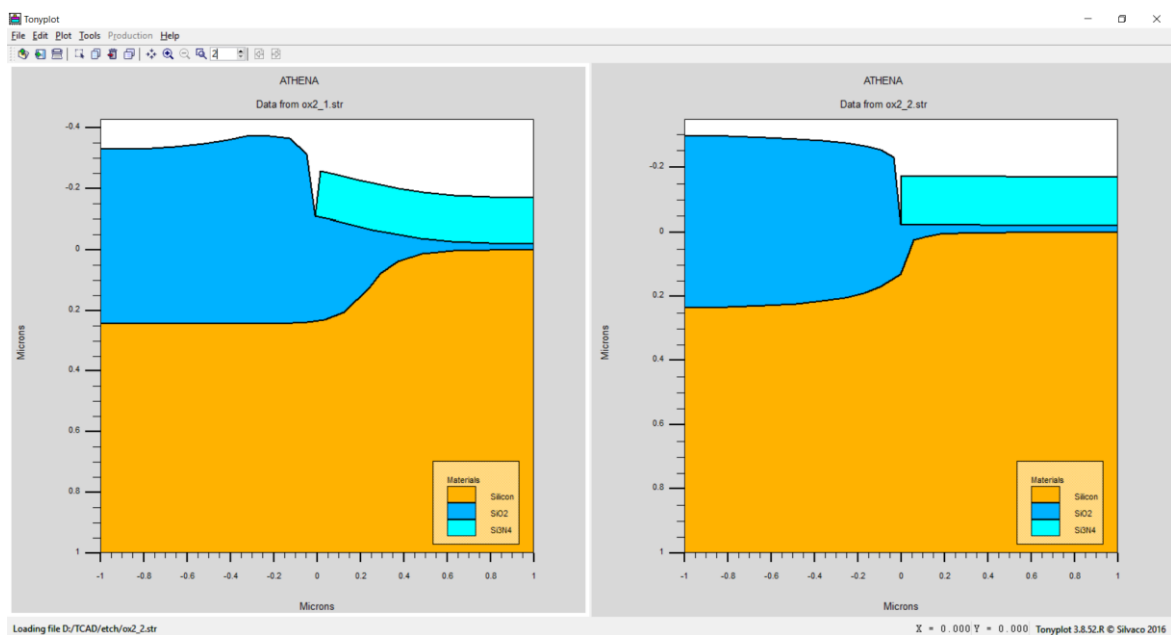 Tonyplot
File Edit Plot Tools Production Help
2
ATHENA
Data from ox2_1.str
-0.4
-0.2
0
0.2
0.4
0.6
0.8
1
Microns
-1 -0.8 -0.6 -0.4 -0.2 0 0.2 0.4 0.6 0.8 1
Microns
Materials
Silicon
SiO2
Si3N4
ATHENA
Data from ox2_2.str
-0.2
0
0.2
0.4
0.6
0.8
1
Microns
-1 -0.8 -0.6 -0.4 -0.2 0 0.2 0.4 0.6 0.8 1
Microns
Materials
Silicon
SiO2
Si3N4
Loading file D:/TCAD/etch/ox2_2.str
X = 0.000 Y = 0.000 Tonyplot 3.8.52.R © Silvaco 2016